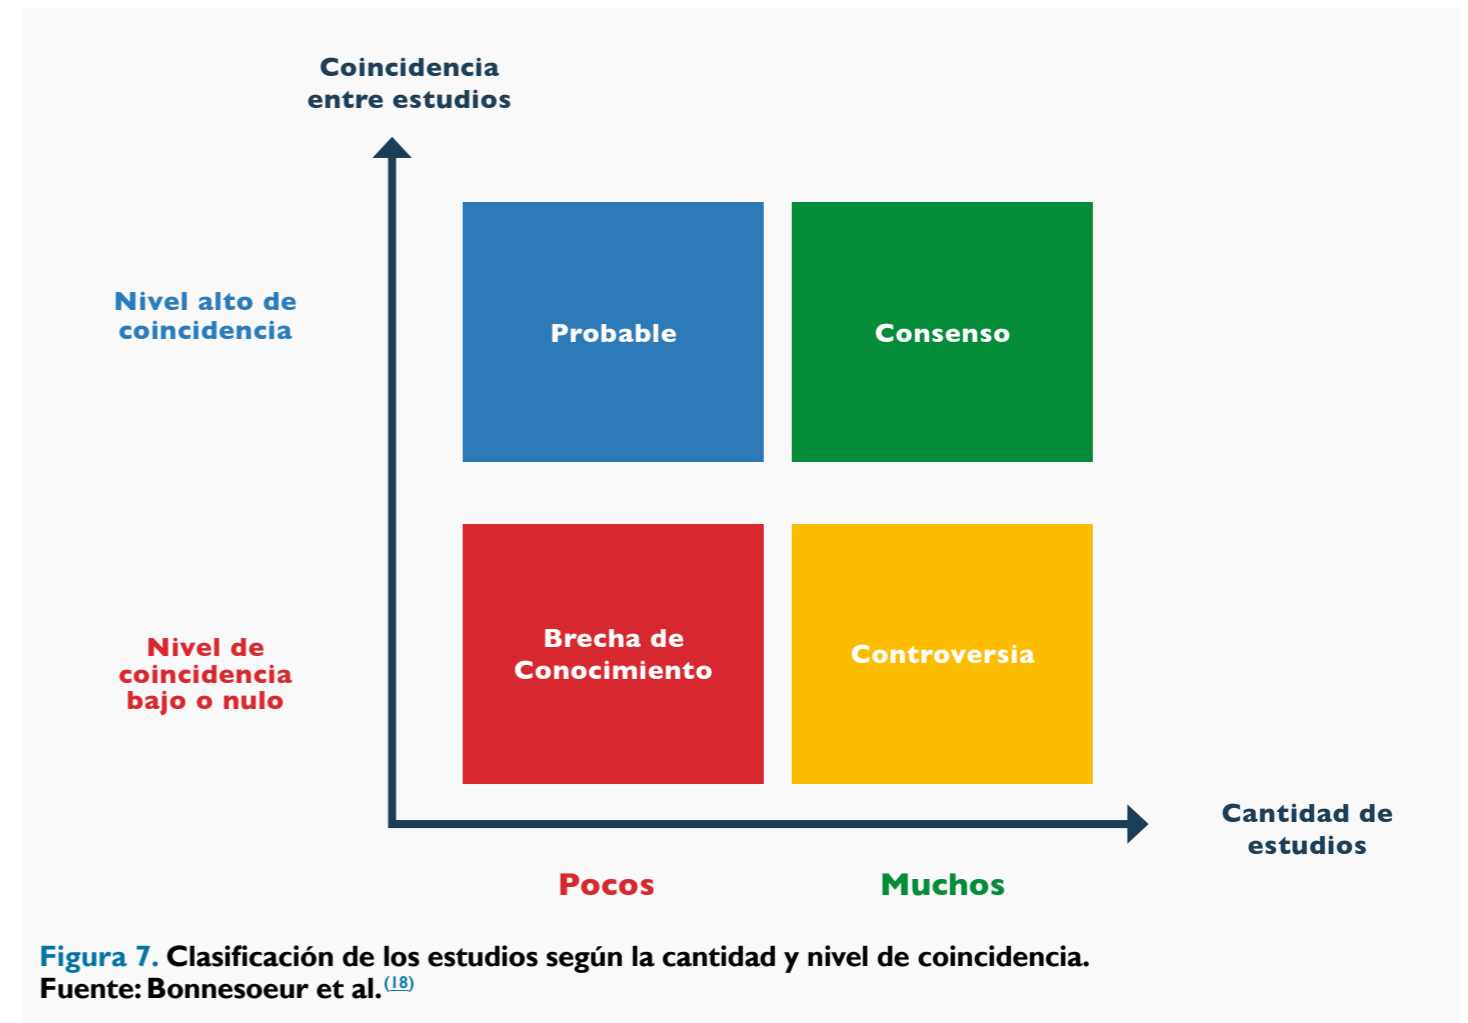 Coincidencia
entre estudios
Nivel alto de
coincidencia
Probable
Consenso
Nivel de
coincidencia
bajo o nulo
Brecha de
Conocimiento
Controversia
Cantidad de
estudios
Pocos
Muchos
Figura 7. Clasificación de los estudios según la cantidad y nivel de coincidencia.
Fuente: Bonnesoeur et al.(18)